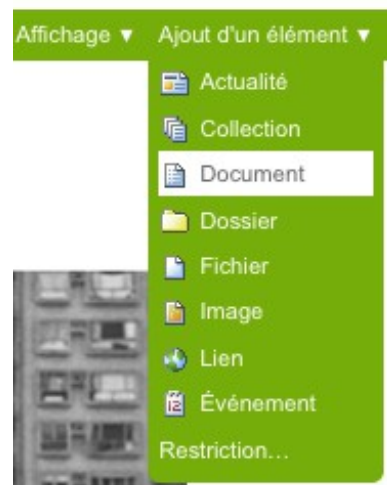 Affichage ▼ Ajout d'un élément ▼
Actualité
Collection
Document
Dossier
Fichier
Image
Lien
Événement
Restriction...